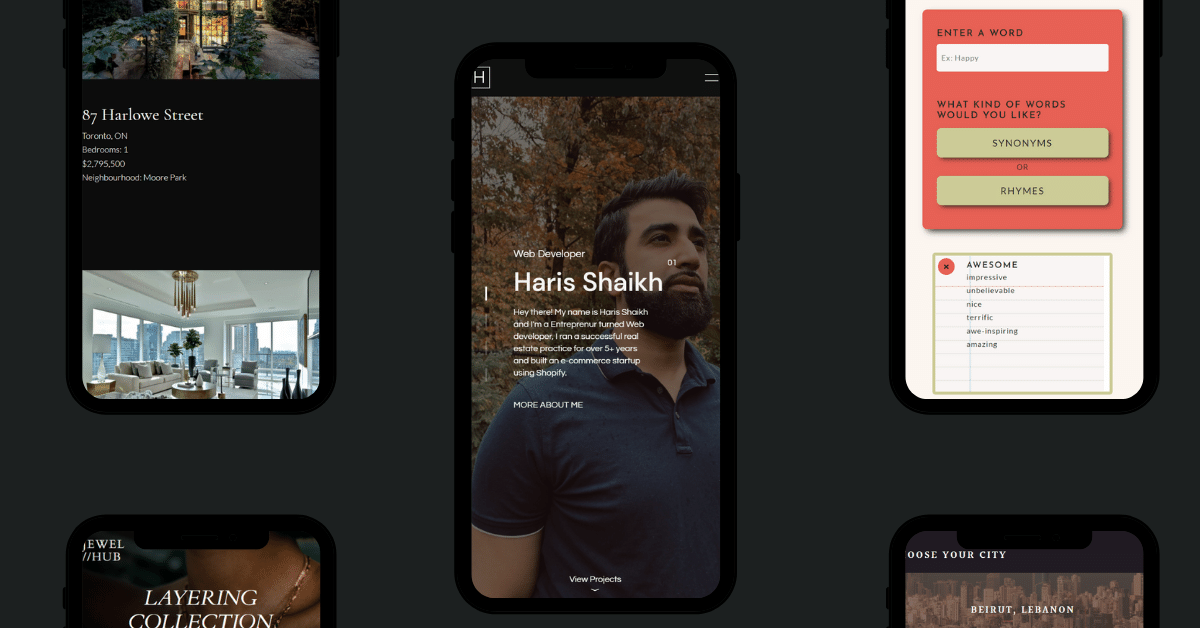 87 Harlowe Street
Toronto, ON
Bedrooms: 1
$2,795,500
Neighbourhood: Moore Park
JEWEL
//HUB
LAYERING
COLLECTION
H
Web Developer
01
Haris Shaikh
Hey there! My name is Haris Shaikh
and I'm a Entreprenur turned Web
developer. I ran a successful real
estate practice for over 5+ years
and built an e-commerce startup
using Shopify.
MORE ABOUT ME
View Projects
ENTER A WORD
Ex: Happy
WHAT KIND OF WORDS
WOULD YOU LIKE?
SYNONYMS
OR
RHYMES
AWESOME
impressive
unbelievable
nice
terrific
awe-inspiring
amazing
OOSE YOUR CITY
BEIRUT, LEBANON